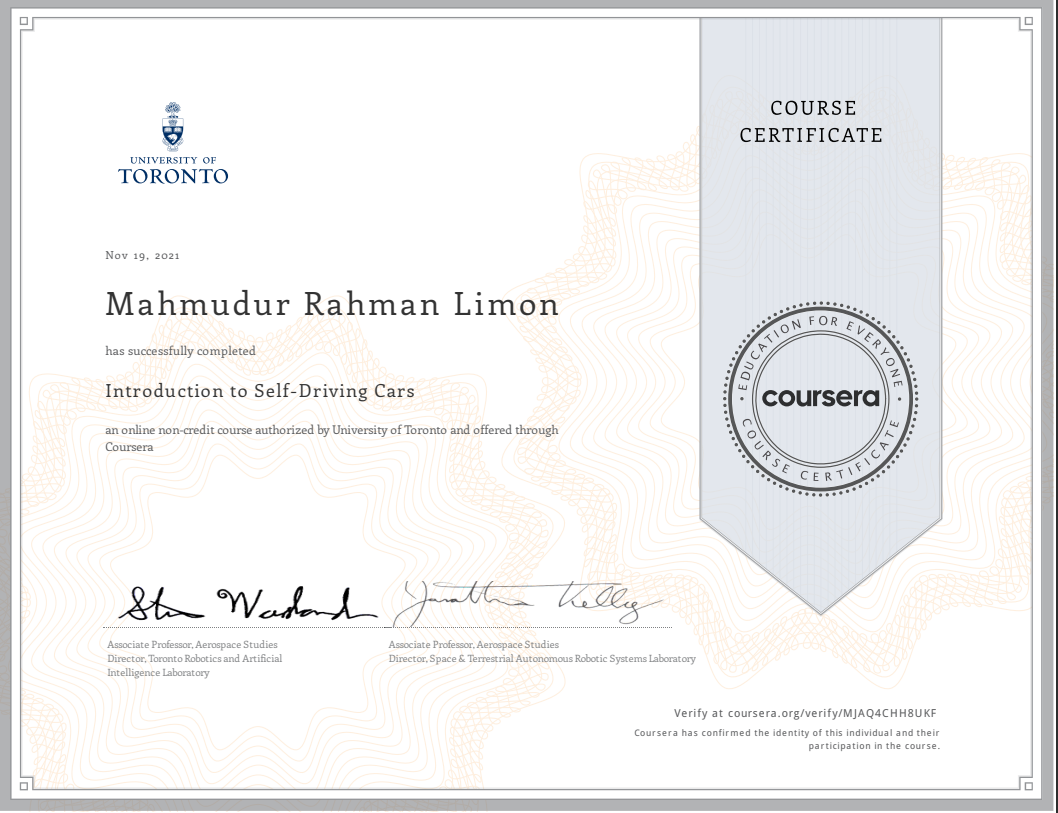 UNIVERSITY OF
TORONTO
COURSE
CERTIFICATE
Nov 19, 2021
Mahmudur Rahman Limon
has successfully completed
Introduction to Self-Driving Cars
an online non-credit course authorized by University of Toronto and offered through
Coursera
EDUCATION FOR EVERYONE
coursera
COURSE CERTIFICATE
Associate Professor, Aerospace Studies
Director, Toronto Robotics and Artificial
Intelligence Laboratory
Jonathan Kelly
Associate Professor, Aerospace Studies
Director, Space & Terrestrial Autonomous Robotic Systems Laboratory
Verify at coursera.org/verify/MJAQ4CHH8UKF
Coursera has confirmed the identity of this individual and their
participation in the course.